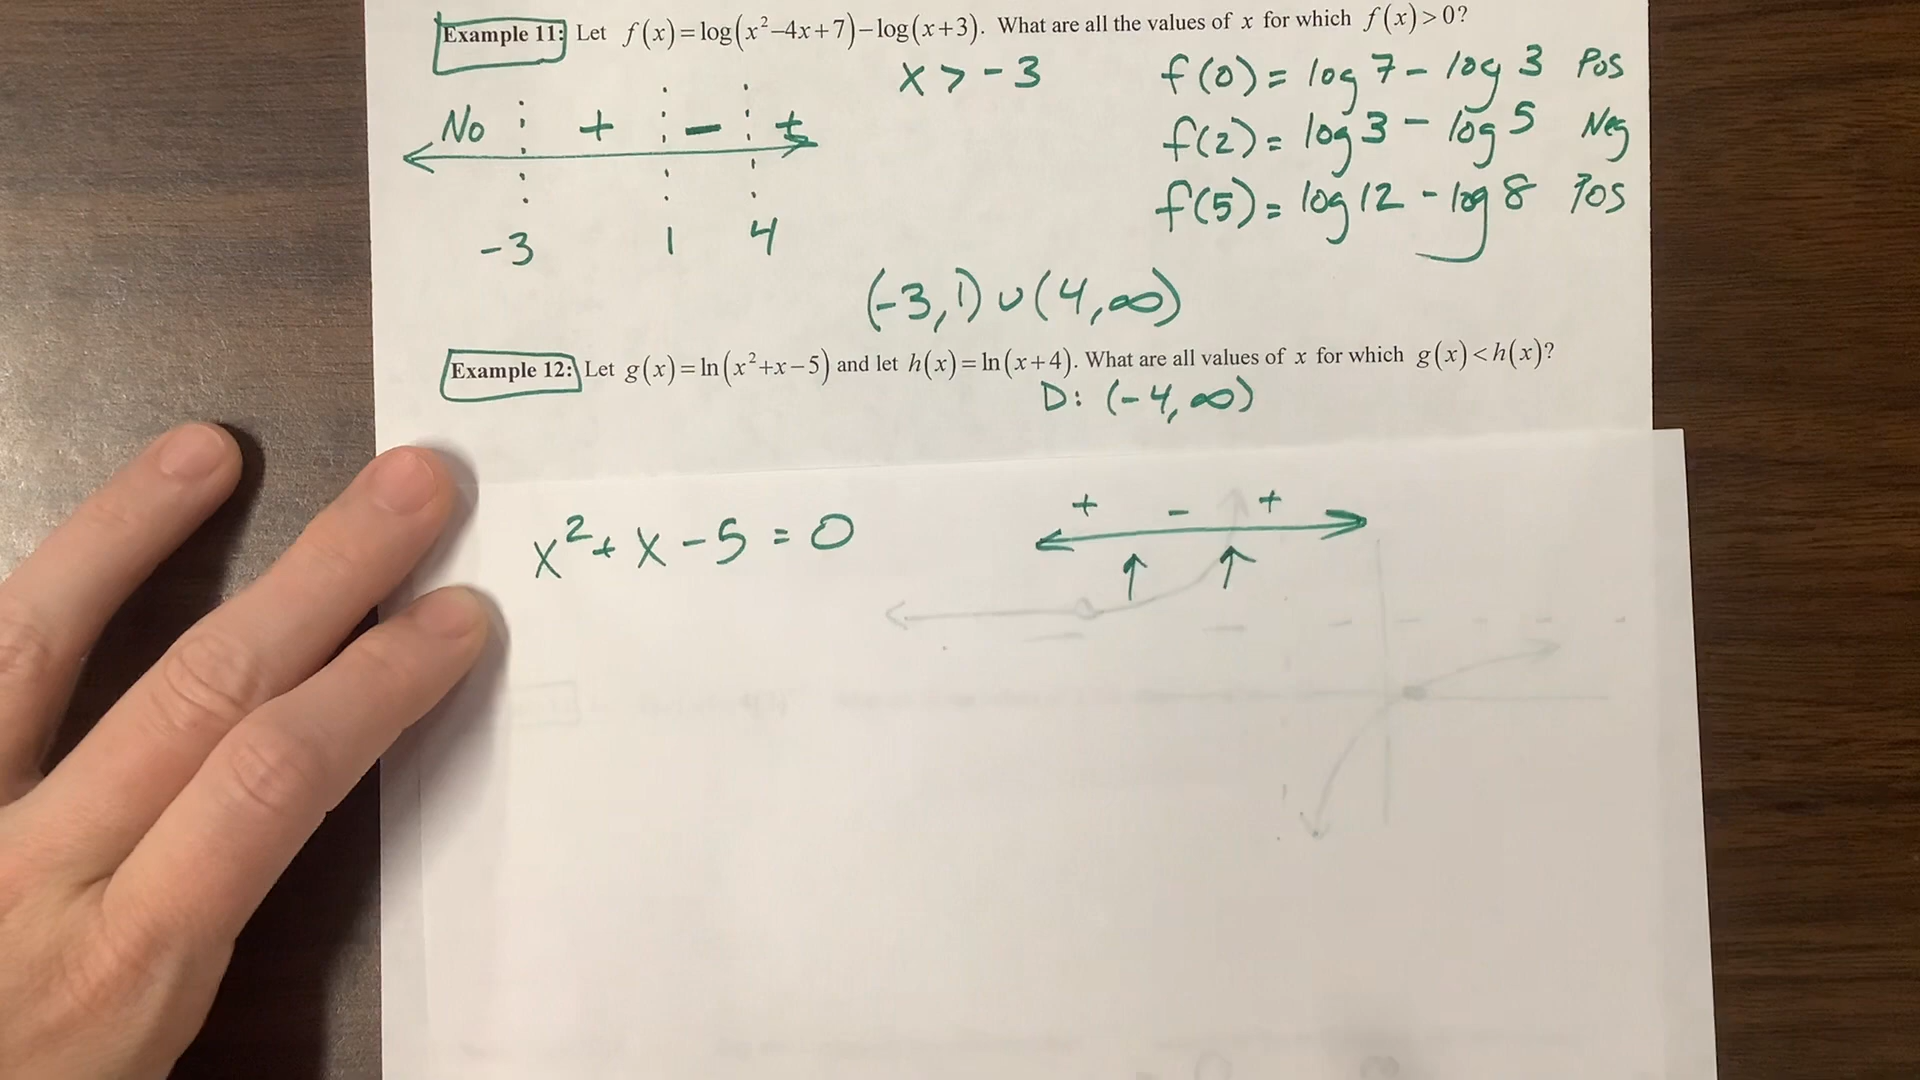 Example 11: Let f(x)=log(x²−4x+7)−log(x+3). What are all the values of x for which f(x)>0?
x > -3
f(0) = log 7 - log 3 Pos
No + - +
f(2) = log 3 - log 5 Neg
f(5) = log 12 - log 8 Pos
-3 1 4
(-3, 1) ∪ (4, ∞)
Example 12: Let g(x)=ln(x²+x−5) and let h(x)=ln(x+4). What are all values of x for which g(x)<h(x)?
D: (-4, ∞)
+ - +
x² + x - 5 = 0